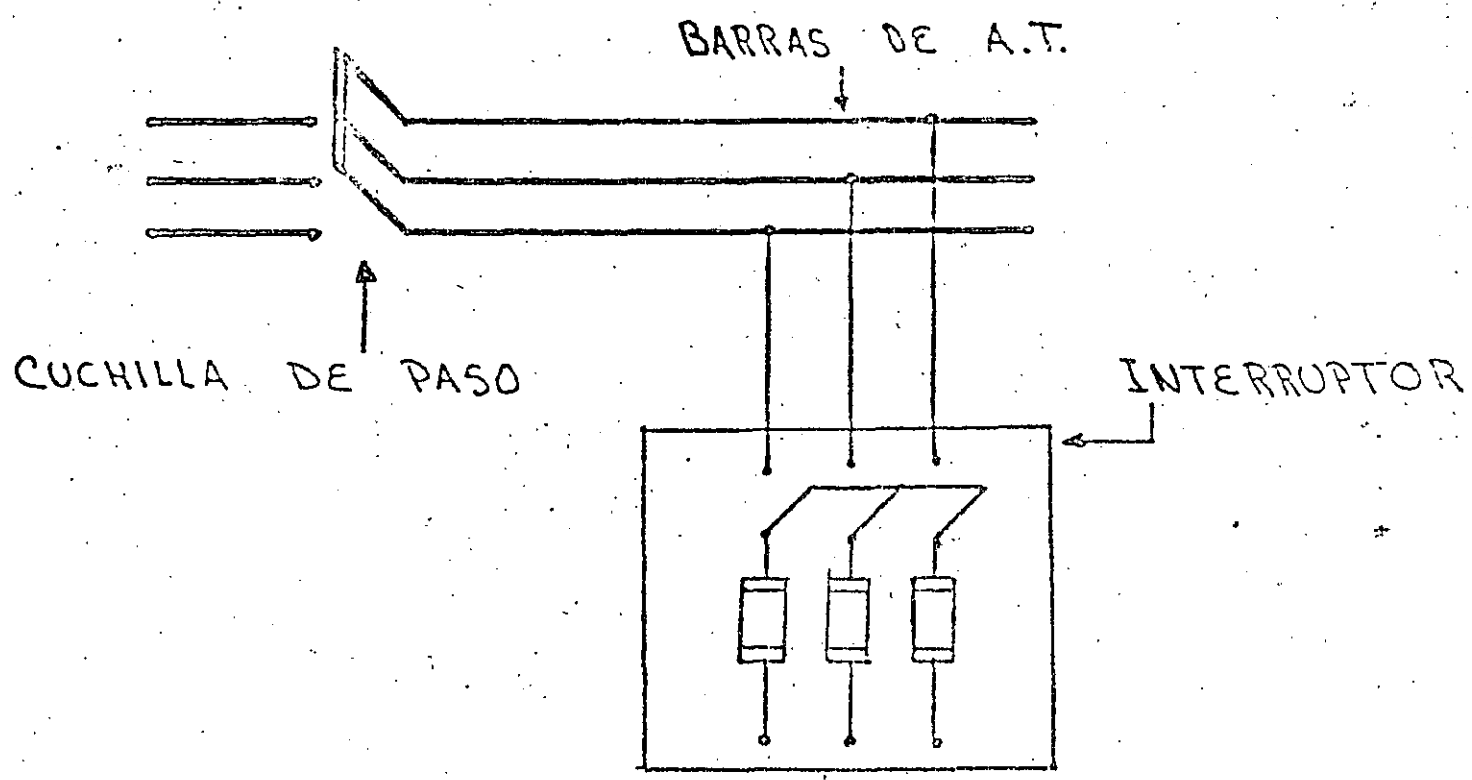 BARRAS DE A.T.
CUCHILLA DE PASO
INTERRUPTOR